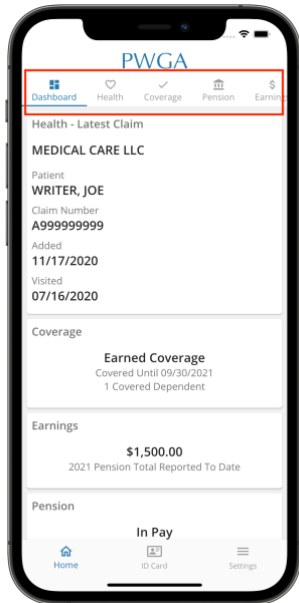 PWGA
Dashboard Health Coverage Pension Earning
Health - Latest Claim
MEDICAL CARE LLC
Patient
WRITER, JOE
Claim Number
A999999999
Added
11/17/2020
Visited
07/16/2020
Coverage
Earned Coverage
Covered Until 09/30/2021
1 Covered Dependent
Earnings
$1,500.00
2021 Pension Total Reported To Date
Pension
In Pay
Home ID Card Settings